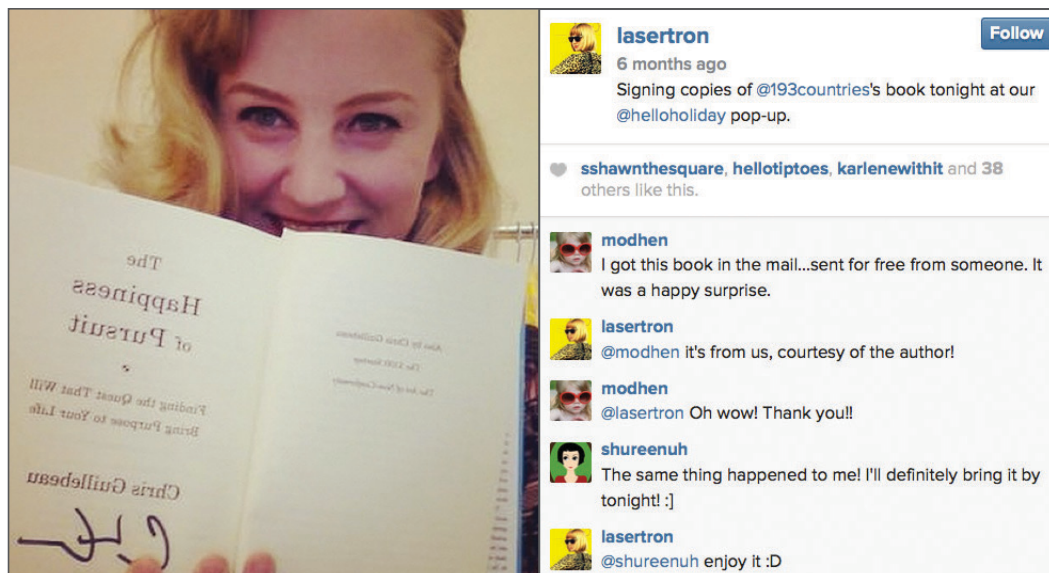 The
Happiness
of Pursuit
Finding the Quest That Will
Bring Purpose to Your Life
Chris Guillebeau
Also by Chris Guillebeau
The $100 Startup
The Art of Non-Conformity
lasertron
Follow
6 months ago
Signing copies of @193countries's book tonight at our
@helloholiday pop-up.
sshawnthesquare, hellotiptoes, karlenewithit and 38
others like this.
modhen
I got this book in the mail...sent for free from someone. It
was a happy surprise.
lasertron
@modhen it's from us, courtesy of the author!
modhen
@lasertron Oh wow! Thank you!!
shureenuh
The same thing happened to me! I'll definitely bring it by
tonight! :]
lasertron
@shureenuh enjoy it :D